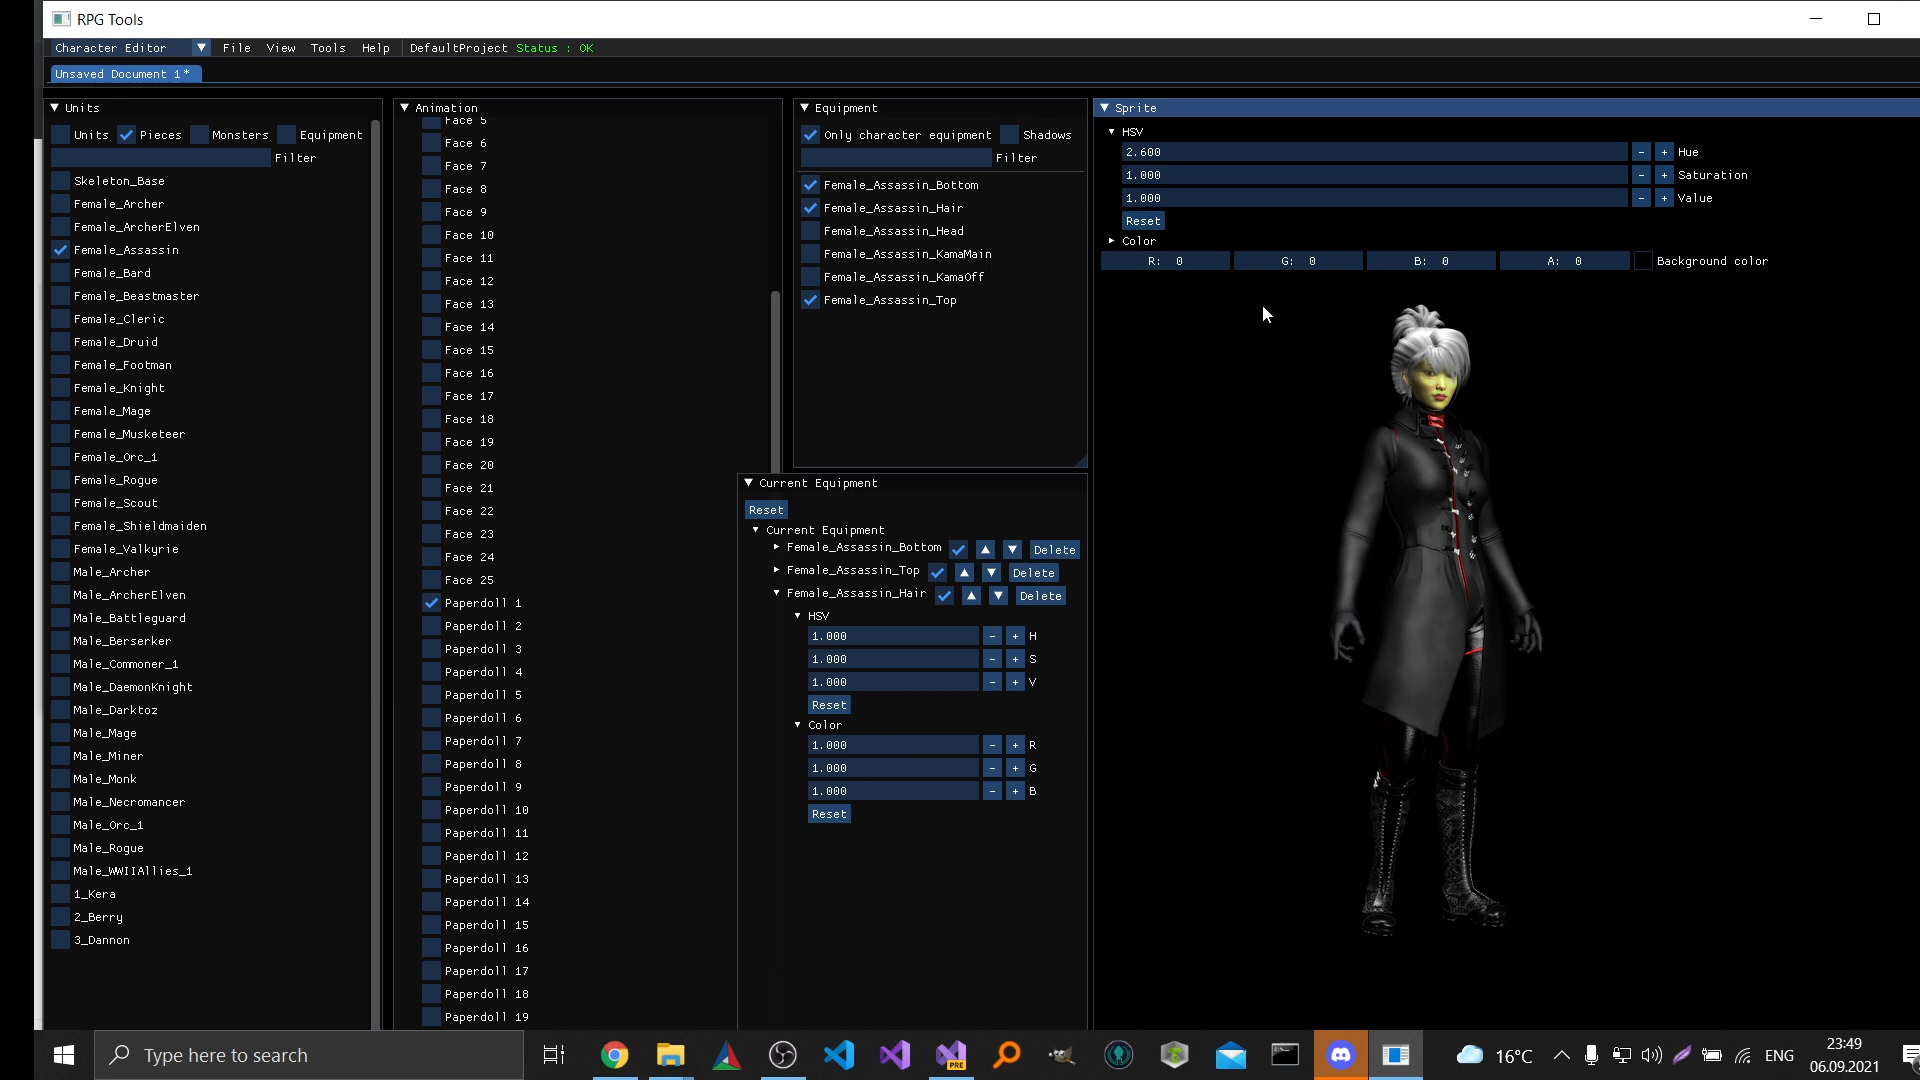 RPG Tools
Character Editor File View Tools Help DefaultProject Status : OK
Unsaved Document 1*
Units
Units Pieces Monsters Equipment
Filter
Skeleton_Base
Female_Archer
Female_ArcherElven
Female_Assassin
Female_Bard
Female_Beastmaster
Female_Cleric
Female_Druid
Female_Footman
Female_Knight
Female_Mage
Female_Musketeer
Female_Orc_1
Female_Rogue
Female_Scout
Female_Shieldmaiden
Female_Valkyrie
Male_Archer
Male_ArcherElven
Male_Battleguard
Male_Berserker
Male_Commoner_1
Male_DaemonKnight
Male_Darktoz
Male_Mage
Male_Miner
Male_Monk
Male_Necromancer
Male_Orc_1
Male_Rogue
Male_WWIIAllies_1
1_Kera
2_Berry
3_Dannon
Animation
Face 5
Face 6
Face 7
Face 8
Face 9
Face 10
Face 11
Face 12
Face 13
Face 14
Face 15
Face 16
Face 17
Face 18
Face 19
Face 20
Face 21
Face 22
Face 23
Face 24
Face 25
Paperdoll 1
Paperdoll 2
Paperdoll 3
Paperdoll 4
Paperdoll 5
Paperdoll 6
Paperdoll 7
Paperdoll 8
Paperdoll 9
Paperdoll 10
Paperdoll 11
Paperdoll 12
Paperdoll 13
Paperdoll 14
Paperdoll 15
Paperdoll 16
Paperdoll 17
Paperdoll 18
Paperdoll 19
Equipment
Only character equipment Shadows
Filter
Female_Assassin_Bottom
Female_Assassin_Hair
Female_Assassin_Head
Female_Assassin_KamaMain
Female_Assassin_KamaOff
Female_Assassin_Top
Current Equipment
Reset
Current Equipment
Female_Assassin_Bottom Delete
Female_Assassin_Top Delete
Female_Assassin_Hair Delete
HSV
1.000 - + H
1.000 - + S
1.000 - + V
Reset
Color
1.000 - + R
1.000 - + G
1.000 - + B
Reset
Sprite
HSV
2.600 - + Hue
1.000 - + Saturation
1.000 - + Value
Reset
Color
R: 0 G: 0 B: 0 A: 0 Background color
Type here to search
PRE
16°C
ENG
23:49
06.09.2021